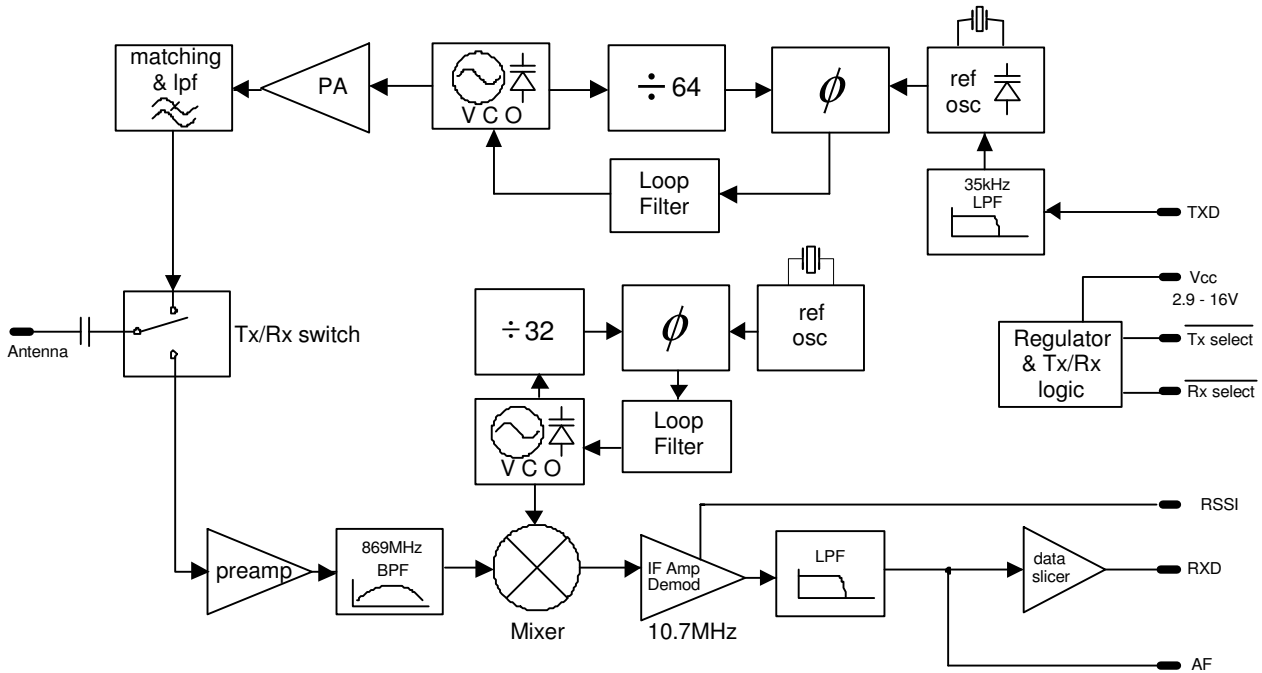 matching
& lpf
PA
V C O
÷ 64
ϕ
ref
osc
Loop
Filter
35kHz
LPF
TXD
Vcc
2.9 - 16V
Regulator
& Tx/Rx
logic
Tx select
Rx select
Antenna
Tx/Rx switch
÷32
ϕ
ref
osc
V C O
Loop
Filter
RSSI
preamp
869MHz
BPF
Mixer
IF Amp
Demod
10.7MHz
LPF
data
slicer
RXD
AF